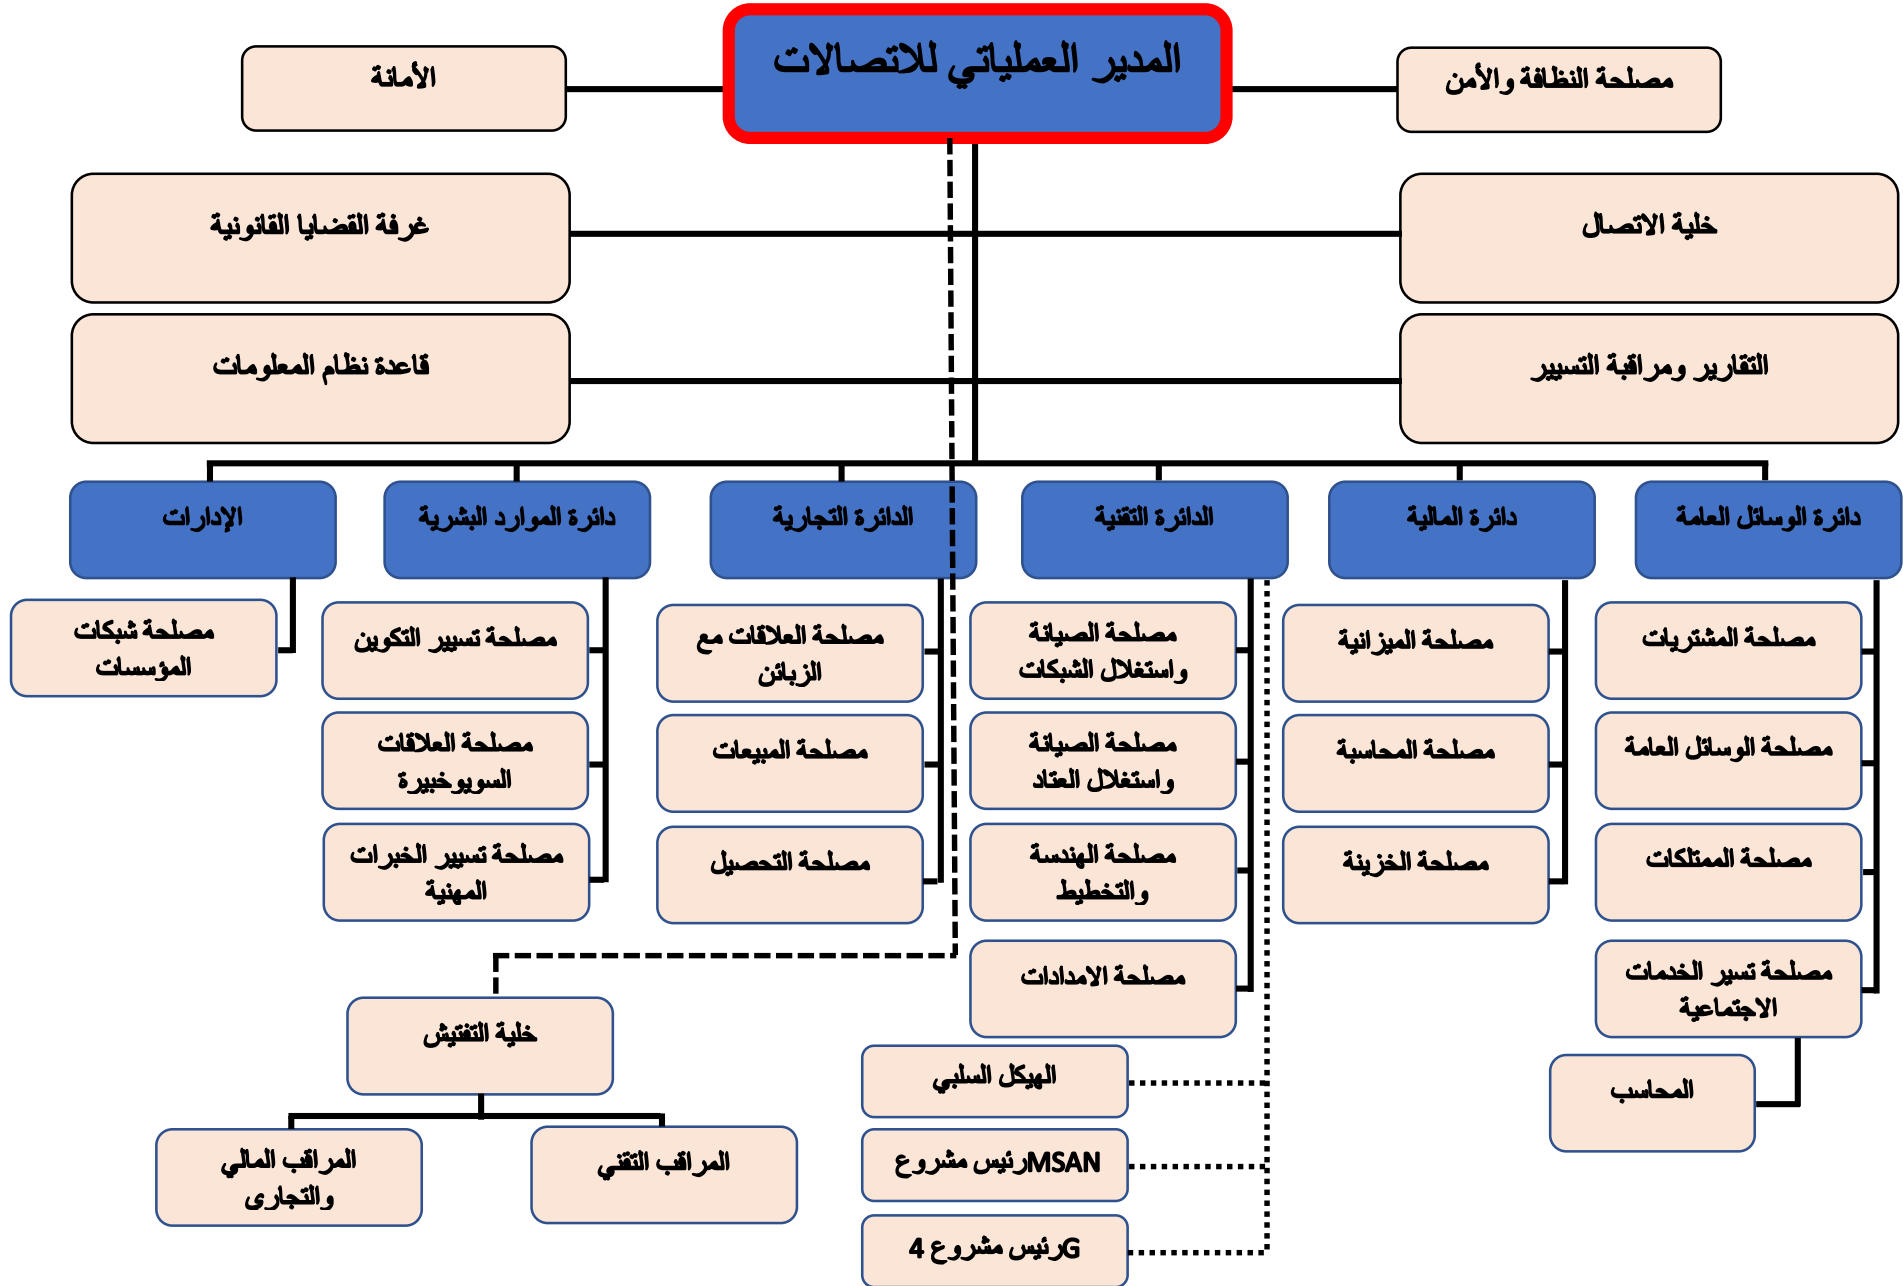 المدير العملياتي للاتصالات
مصلحة النظافة والأمن
الأمانة
خلية الاتصال
غرفة القضايا القانونية
التقارير ومراقبة التسيير
قاعدة نظام المعلومات
دائرة الوسائل العامة
دائرة المالية
الدائرة التقنية
الدائرة التجارية
دائرة الموارد البشرية
الإدارات
مصلحة المشتريات
مصلحة الوسائل العامة
مصلحة الممتلكات
مصلحة تسير الخدمات
الاجتماعية
المحاسب
مصلحة الميزانية
مصلحة المحاسبة
مصلحة الخزينة
مصلحة الصيانة
واستغلال الشبكات
مصلحة الصيانة
واستغلال العتاد
مصلحة الهندسة
والتخطيط
مصلحة الامدادات
الهيكل السلبي
رئيس مشروع MSAN
رئيس مشروع 4G
مصلحة العلاقات مع
الزبائن
مصلحة المبيعات
مصلحة التحصيل
مصلحة تسيير التكوين
مصلحة العلاقات
السويوخبيرة
مصلحة تسيير الخبرات
المهنية
مصلحة شبكات
المؤسسات
خلية التفتيش
المراقب التقني
المراقب المالي
والتجارى